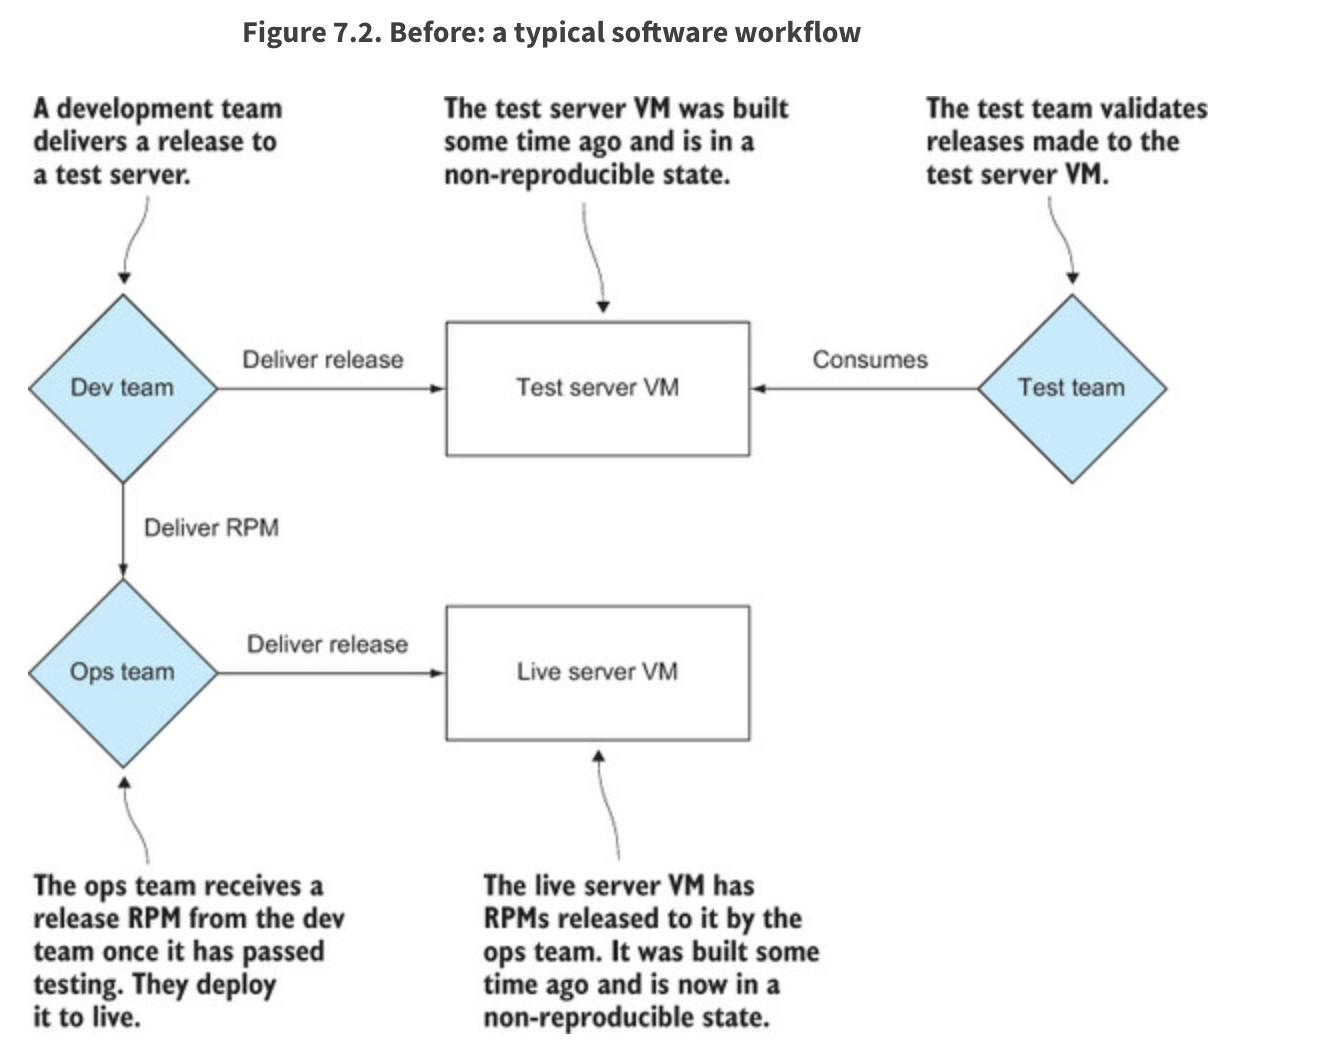 Figure 7.2. Before: a typical software workflow
A development team
delivers a release to
a test server.
The test server VM was built
some time ago and is in a
non-reproducible state.
The test team validates
releases made to the
test server VM.
Dev team
Deliver release
Test server VM
Consumes
Test team
Deliver RPM
Ops team
Deliver release
Live server VM
The ops team receives a
release RPM from the dev
team once it has passed
testing. They deploy
it to live.
The live server VM has
RPMs released to it by the
ops team. It was built some
time ago and is now in a
non-reproducible state.